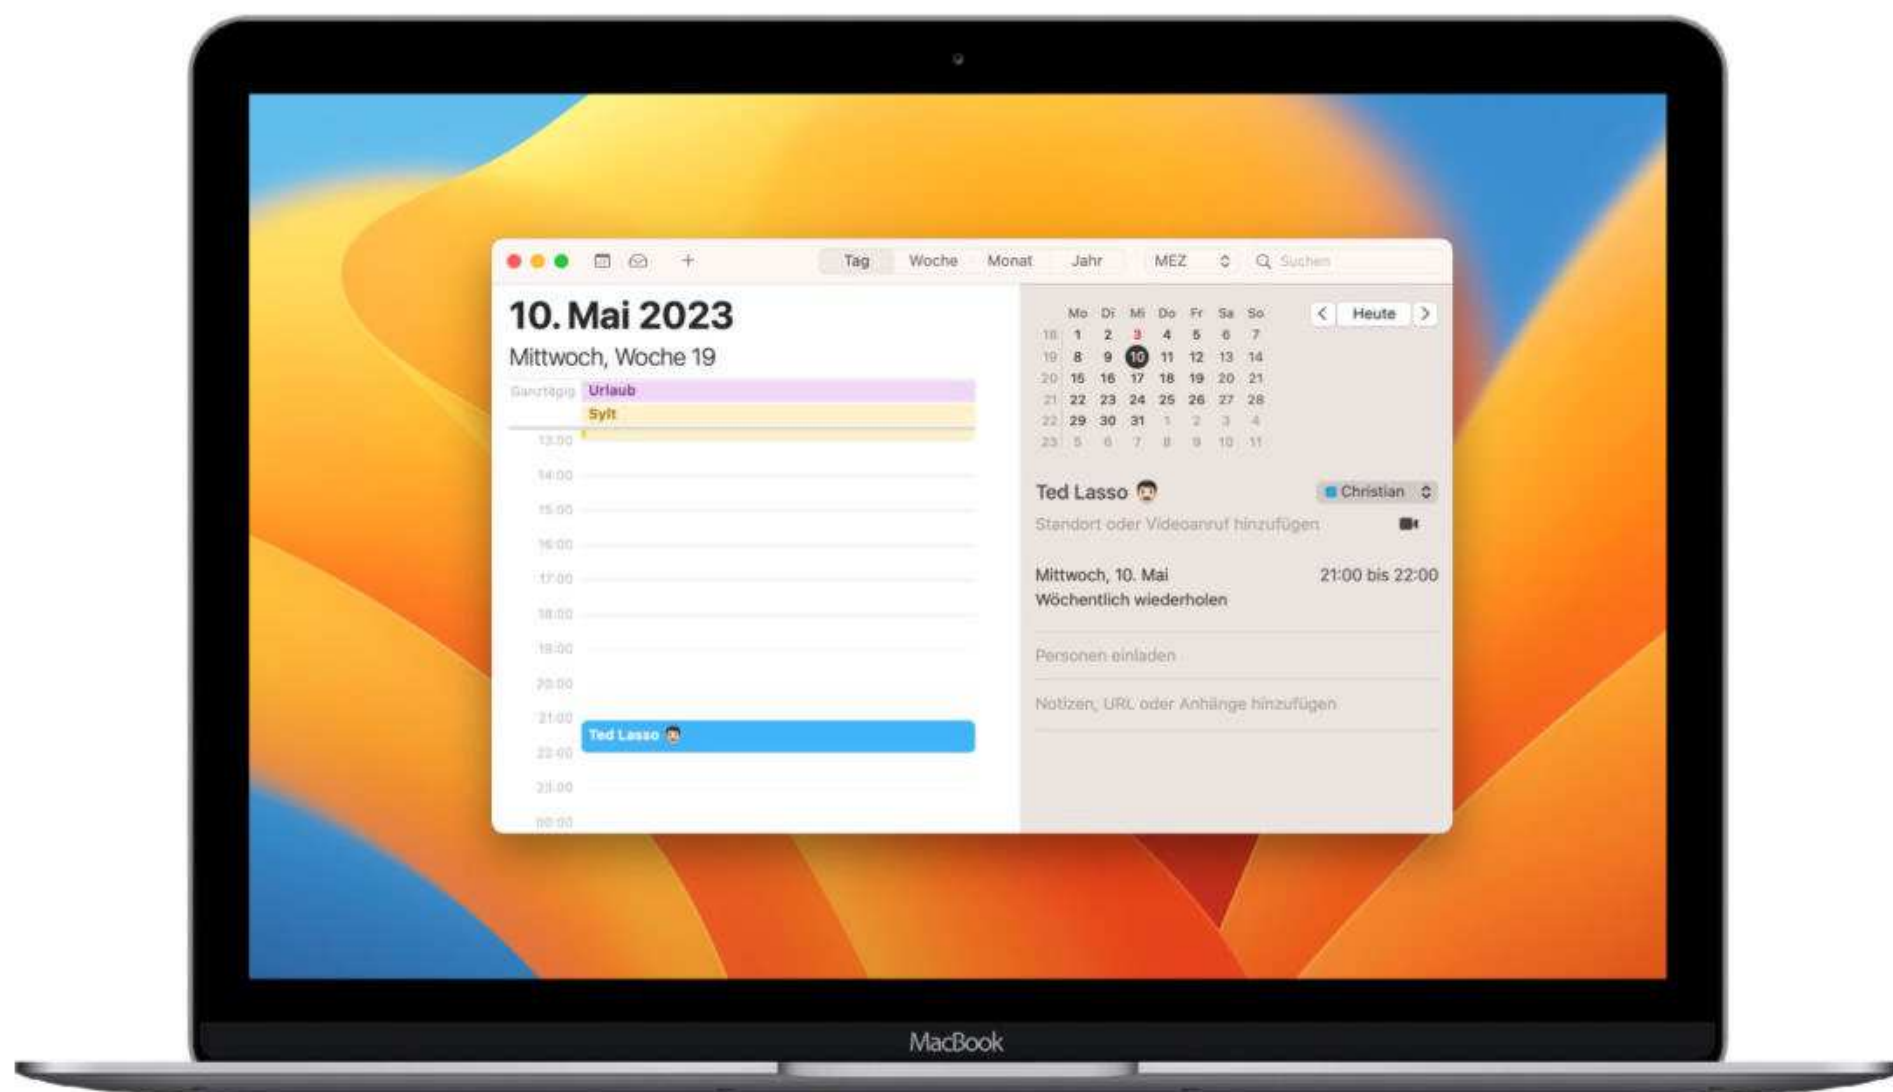 Tag Woche Monat Jahr MEZ Suchen
10. Mai 2023
Mittwoch, Woche 19
Ganztägig Urlaub
Sylt
13:00
14:00
15:00
16:00
17:00
18:00
19:00
20:00
21:00
Ted Lasso
22:00
23:00
00:00
Mo Di Mi Do Fr Sa So
18 1 2 3 4 5 6 7
19 8 9 10 11 12 13 14
20 15 16 17 18 19 20 21
21 22 23 24 25 26 27 28
22 29 30 31 1 2 3 4
23 5 6 7 8 9 10 11
< Heute >
Ted Lasso Christian
Standort oder Videoanruf hinzufügen
Mittwoch, 10. Mai 21:00 bis 22:00
Wöchentlich wiederholen
Personen einladen
Notizen, URL oder Anhänge hinzufügen
MacBook